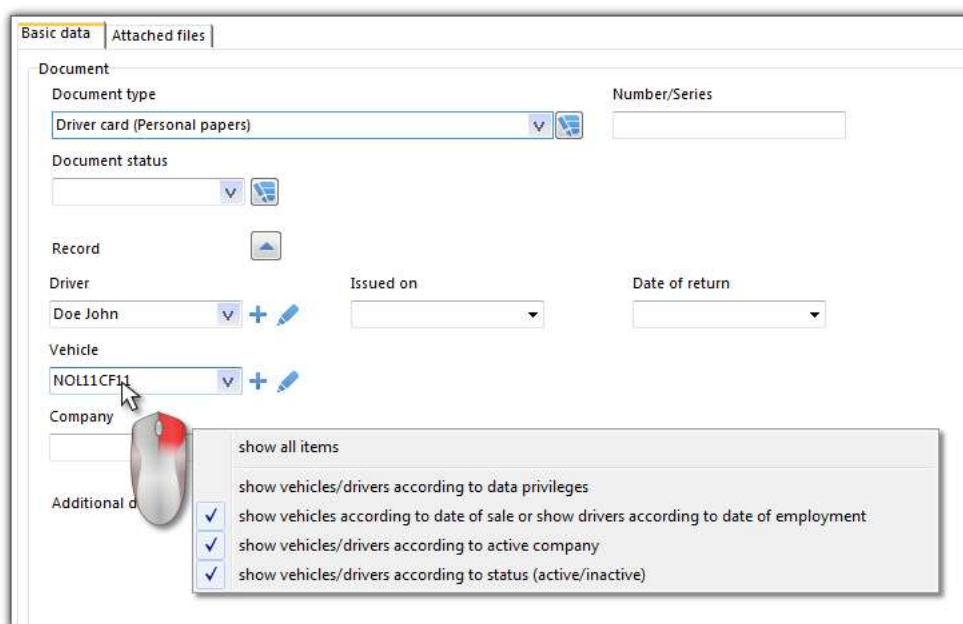 Basic data Attached files
Document
Document type Number/Series
Driver card (Personal papers)
Document status
Record
Driver Issued on Date of return
Doe John
Vehicle
NOL11CF11
Company
show all items
show vehicles/drivers according to data privileges
Additional d
show vehicles according to date of sale or show drivers according to date of employment
show vehicles/drivers according to active company
show vehicles/drivers according to status (active/inactive)